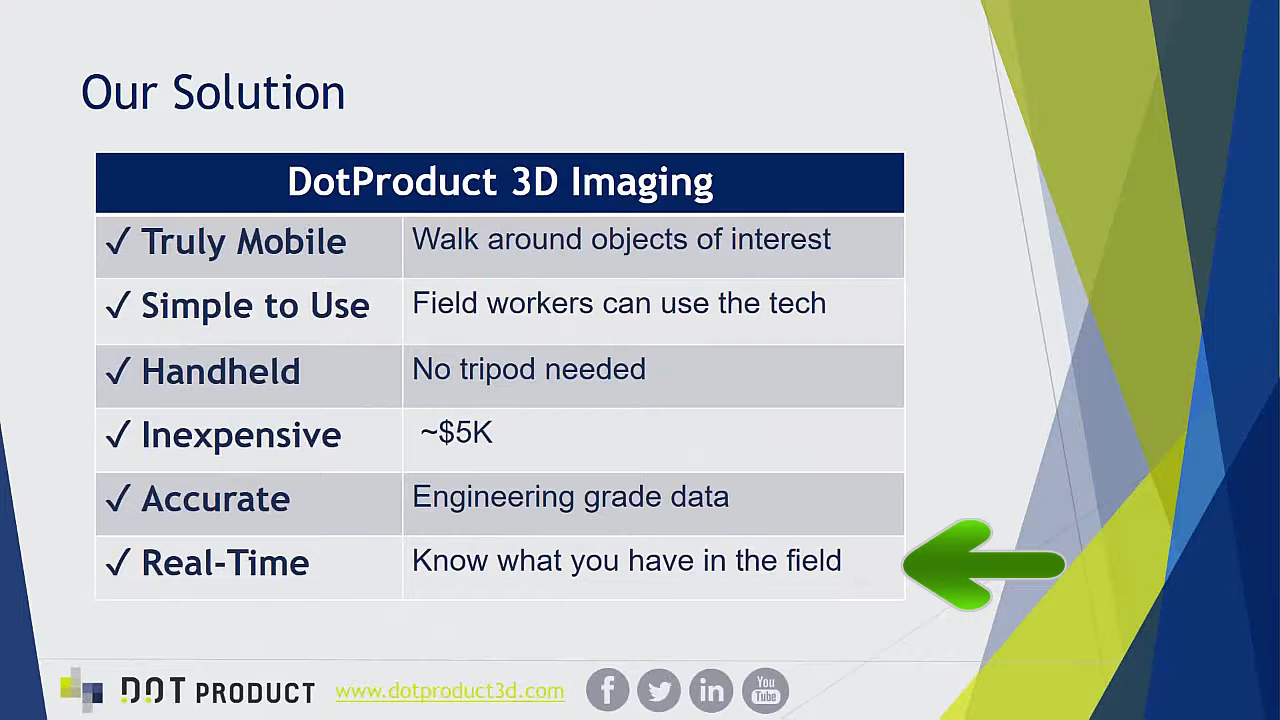 Our Solution
DotProduct 3D Imaging
✓ Truly Mobile Walk around objects of interest
✓ Simple to Use Field workers can use the tech
✓ Handheld No tripod needed
✓ Inexpensive ~$5K
✓ Accurate Engineering grade data
✓ Real-Time Know what you have in the field
DOT PRODUCT www.dotproduct3d.com f in You Tube